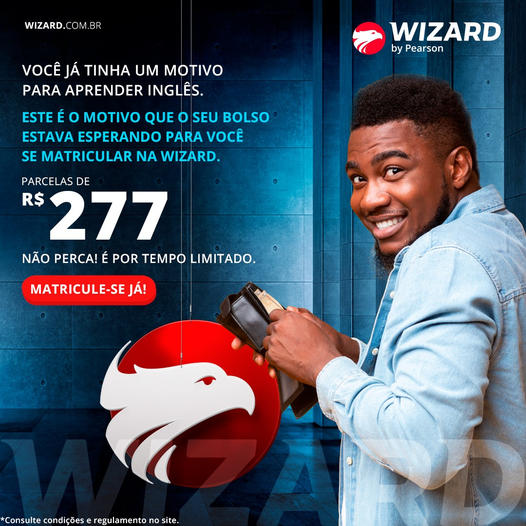 WIZARD.COM.BR
WIZARD
by Pearson
VOCÊ JÁ TINHA UM MOTIVO
PARA APRENDER INGLÊS.
ESTE É O MOTIVO QUE O SEU BOLSO
ESTAVA ESPERANDO PARA VOCÊ
SE MATRICULAR NA WIZARD.
PARCELAS DE
R$ 277
NÃO PERCA! É POR TEMPO LIMITADO.
MATRICULE-SE JÁ!
WIZARD
*Consulte condições e regulamento no site.